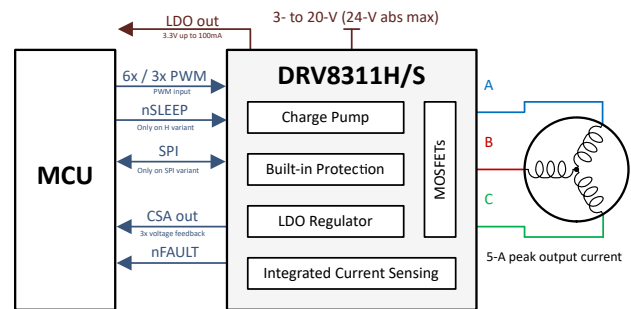 LDO out
3.3V up to 100mA
3- to 20-V (24-V abs max)
MCU
6x / 3x PWM
PWM input
nSLEEP
Only on H variant
SPI
Only on SPI variant
CSA out
3x voltage feedback
nFAULT
DRV8311H/S
Charge Pump
Built-in Protection
LDO Regulator
Integrated Current Sensing
MOSFETs
A
B
C
5-A peak output current